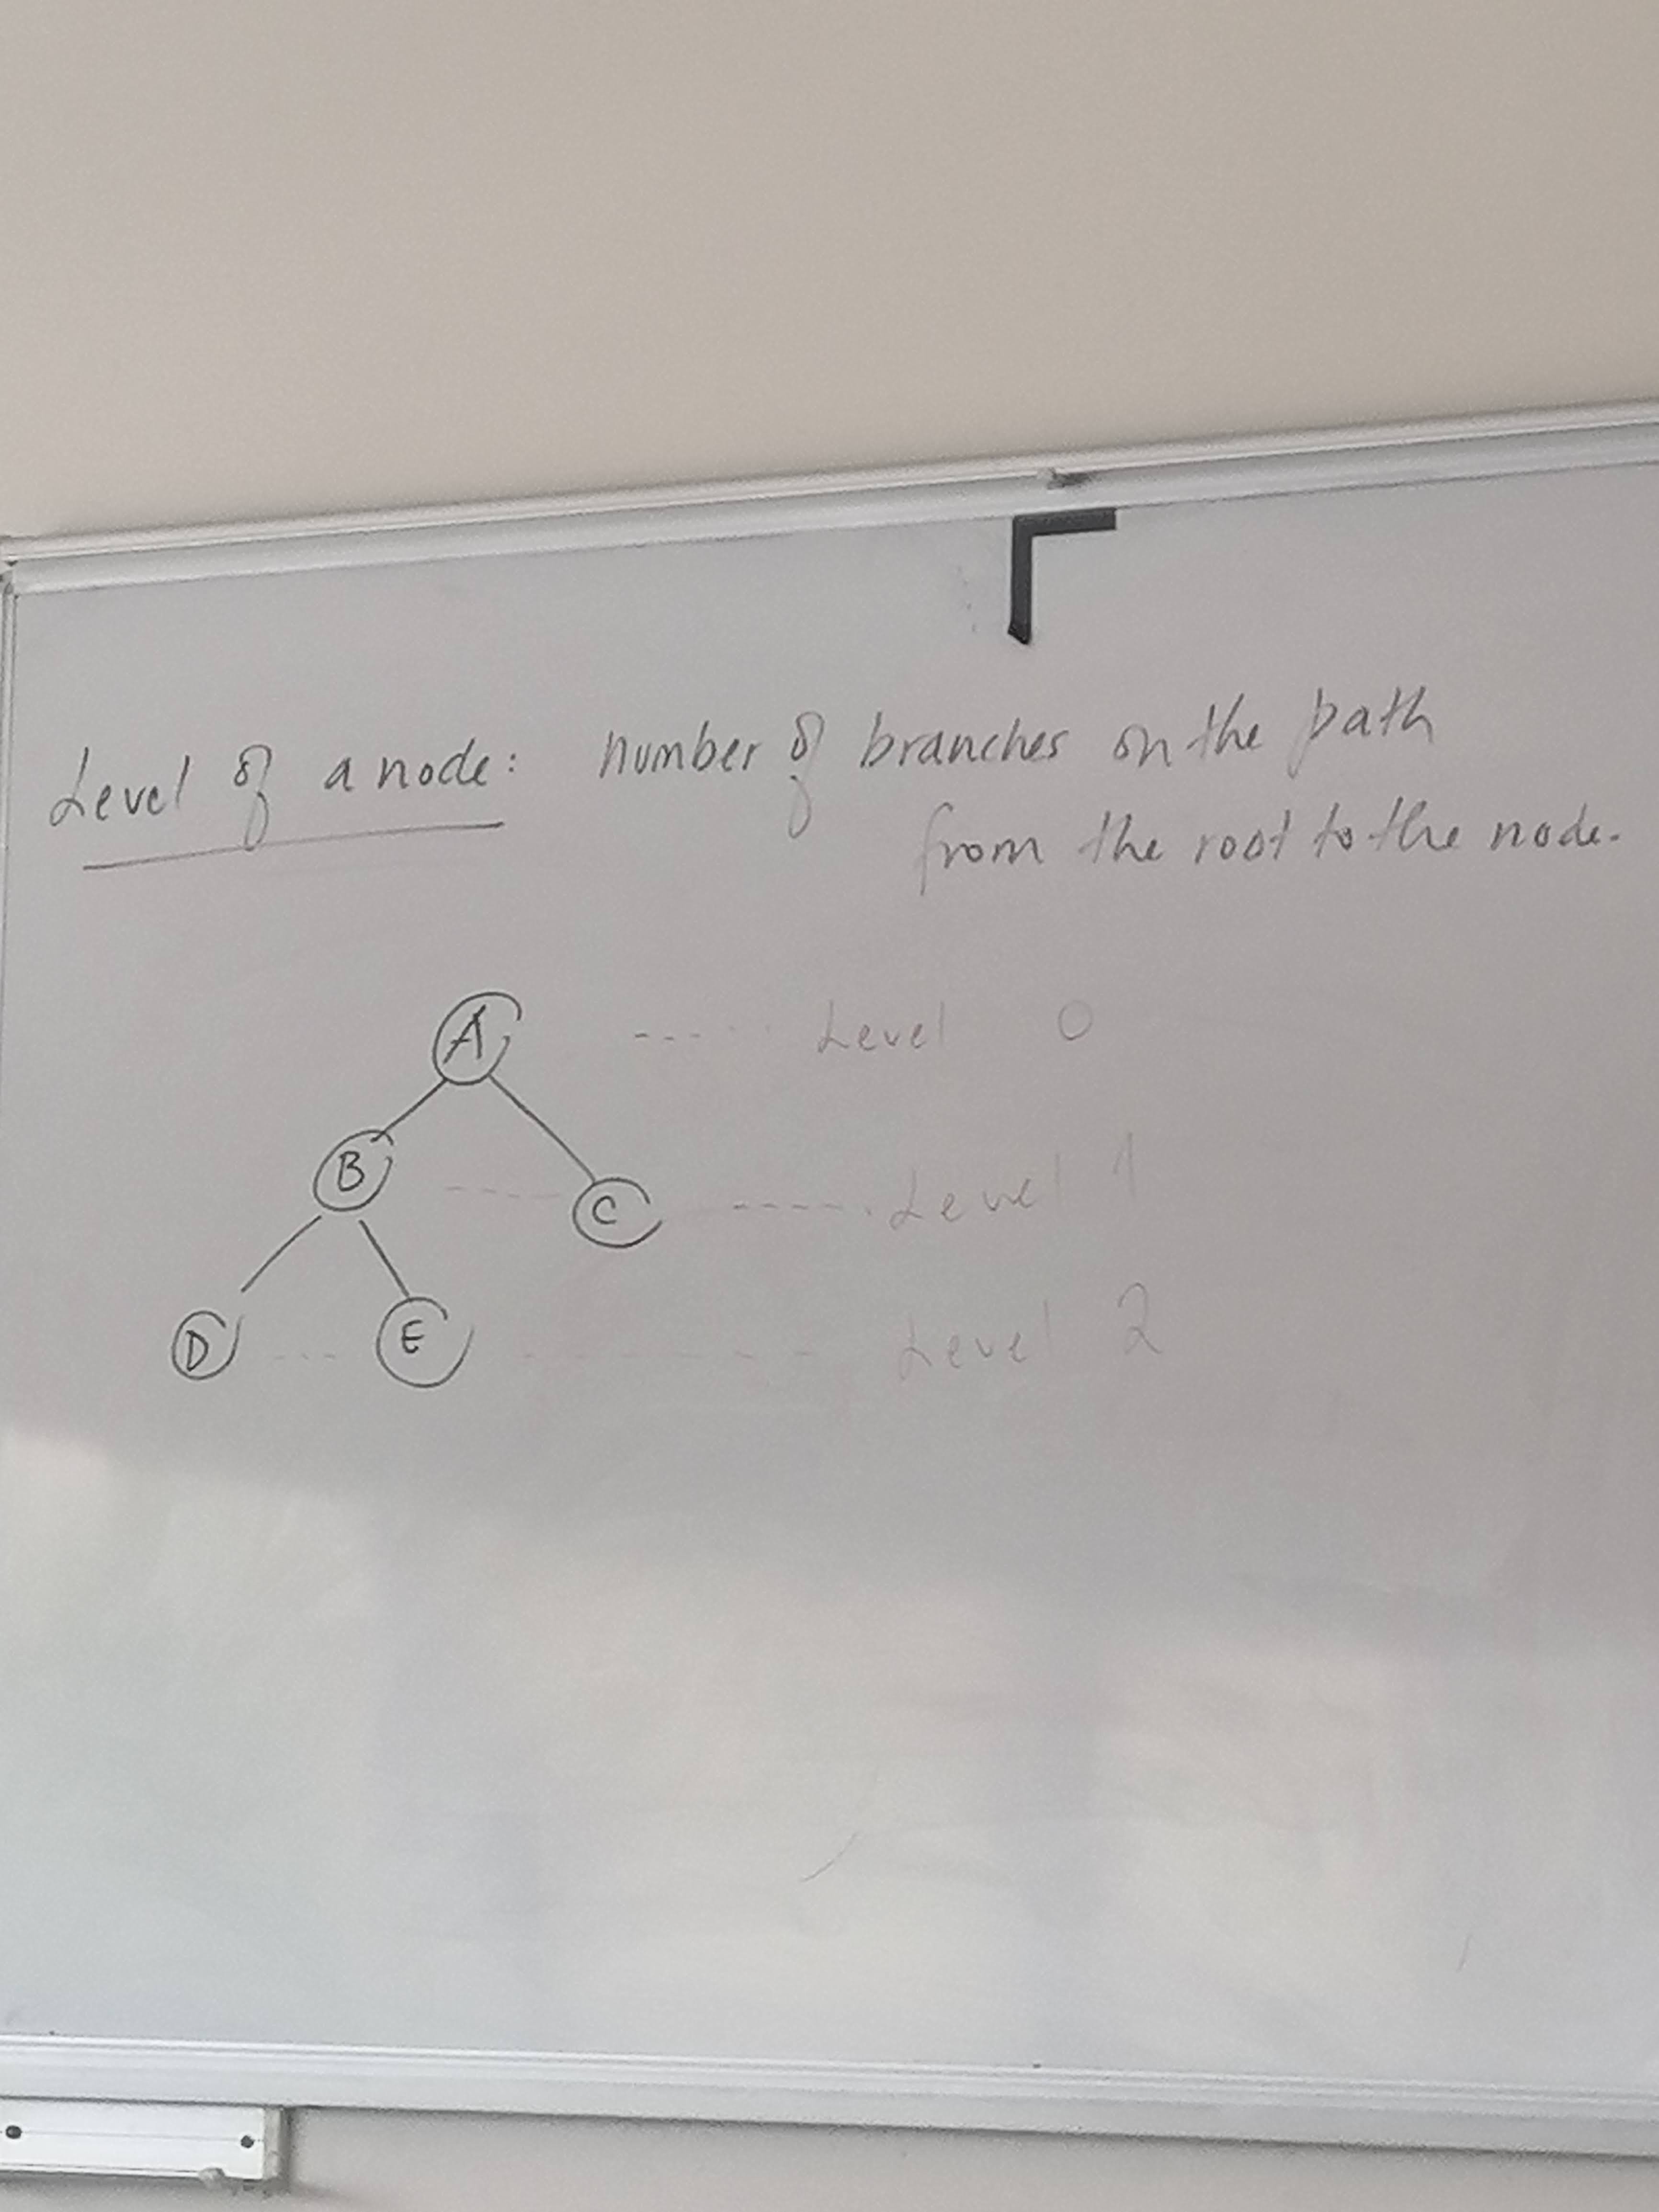 Level of a node: number of branches on the path
from the root to the node.
A ---- Level 0
B ---- C ----- Level 1
D --- E -------- Level 2